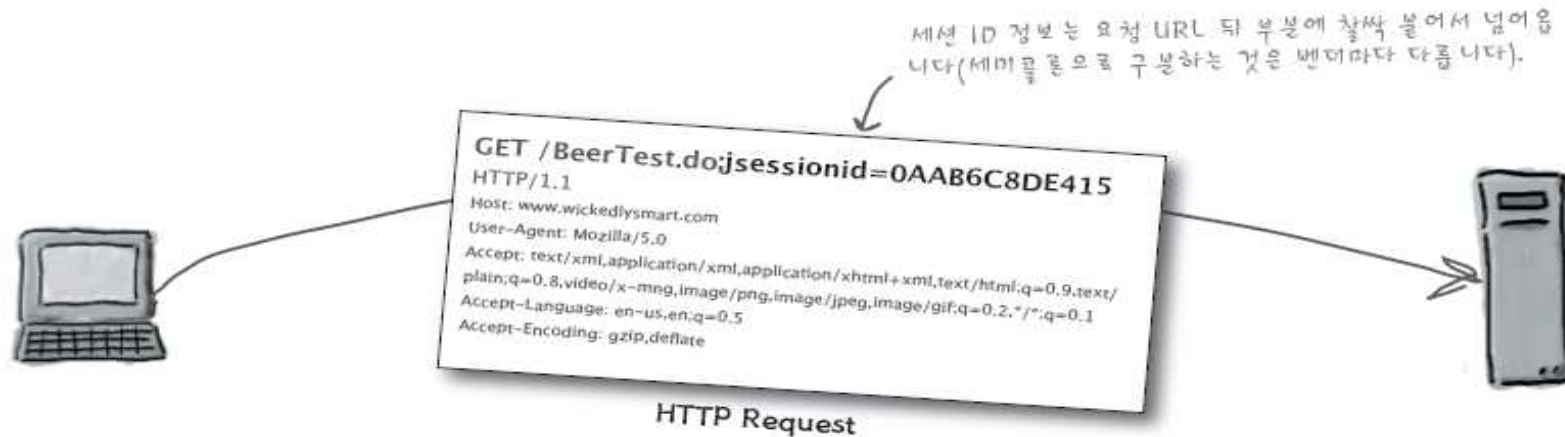 세션 ID 정보는 요청 URL 뒤 부분에 찰싹 붙어서 넘어옵
니다(세미콜론으로 구분하는 것은 벤더마다 다릅니다).
GET /BeerTest.do;jsessionid=0AAB6C8DE415
HTTP/1.1
Host: www.wickedlysmart.com
User-Agent: Mozilla/5.0
Accept: text/xml,application/xml,application/xhtml+xml,text/html;q=0.9,text/
plain;q=0.8,video/x-mng,image/png,image/jpeg,image/gif;q=0.2,*/*;q=0.1
Accept-Language: en-us,en;q=0.5
Accept-Encoding: gzip,deflate
HTTP Request